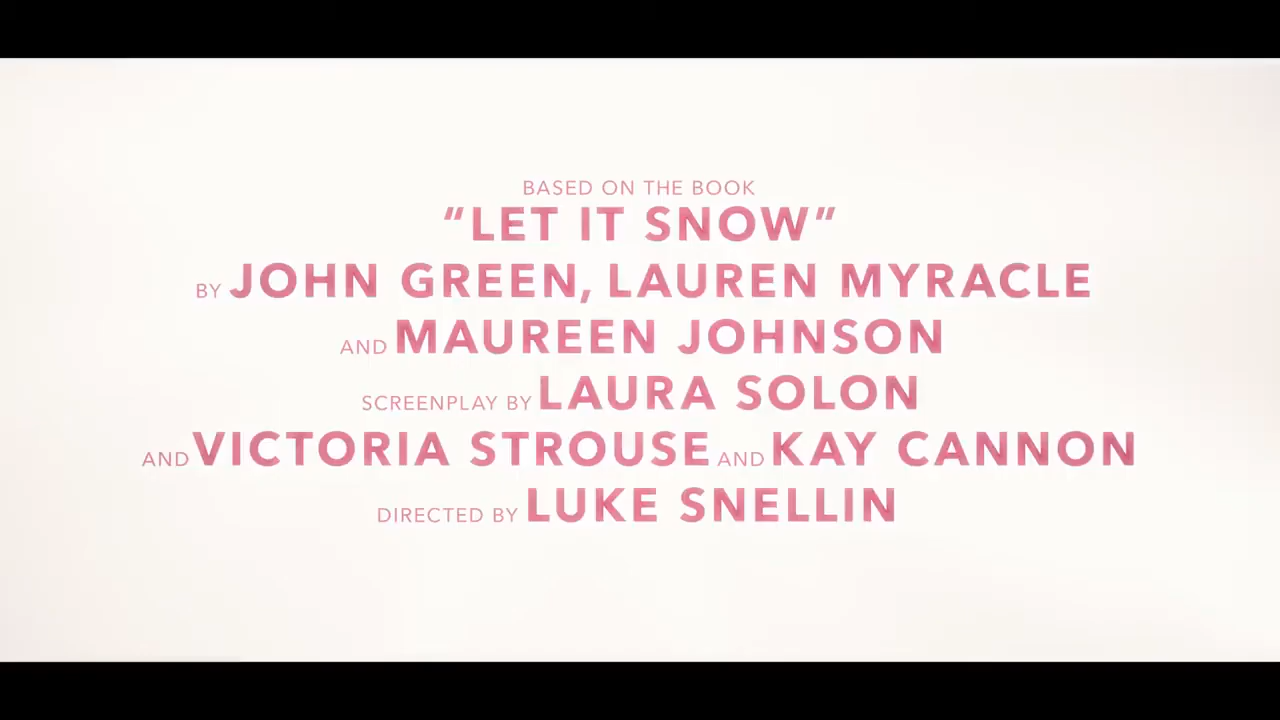 BASED ON THE BOOK
“LET IT SNOW”
BY JOHN GREEN, LAUREN MYRACLE
AND MAUREEN JOHNSON
SCREENPLAY BY LAURA SOLON
AND VICTORIA STROUSE AND KAY CANNON
DIRECTED BY LUKE SNELLIN